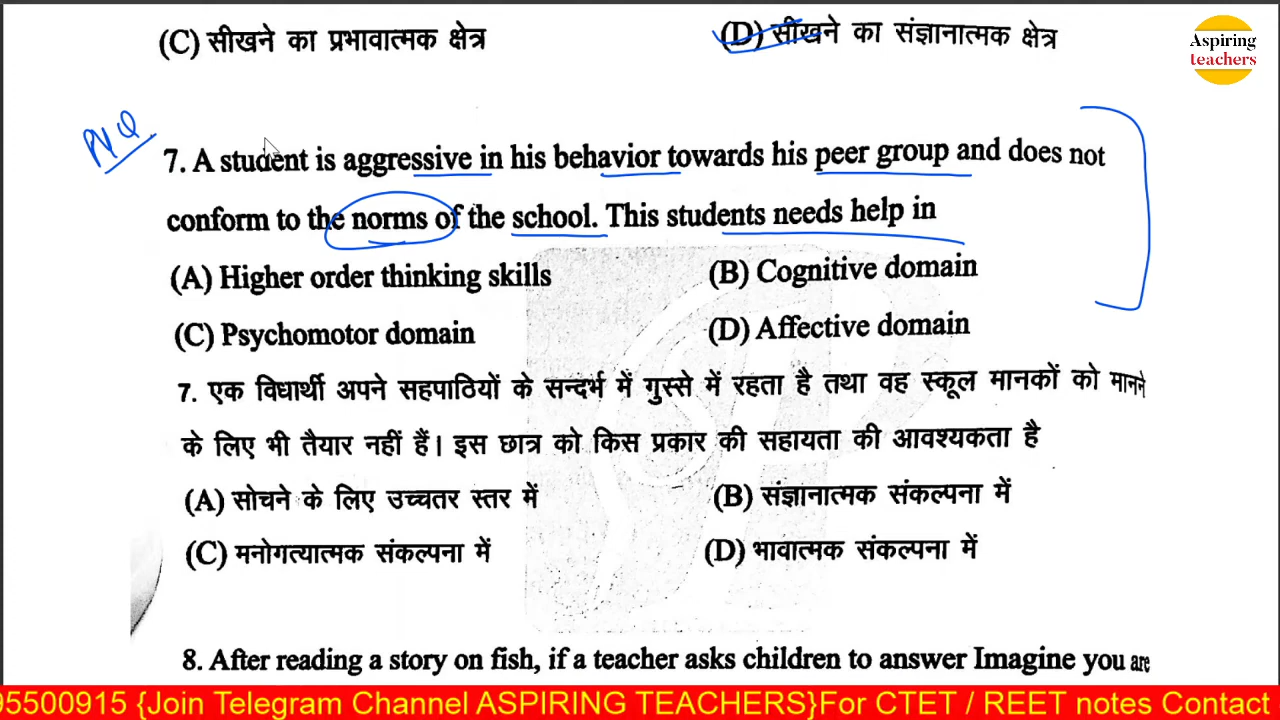 (C) सीखने का प्रभावात्मक क्षेत्र
(D) सीखने का संज्ञानात्मक क्षेत्र
Aspiring
teachers
7. A student is aggressive in his behavior towards his peer group and does not
conform to the norms of the school. This students needs help in
(A) Higher order thinking skills
(B) Cognitive domain
(C) Psychomotor domain
(D) Affective domain
7. एक विधार्थी अपने सहपाठियों के सन्दर्भ में गुस्से में रहता है तथा वह स्कूल मानकों को मानने
के लिए भी तैयार नहीं हैं। इस छात्र को किस प्रकार की सहायता की आवश्यकता है
(A) सोचने के लिए उच्चतर स्तर में
(B) संज्ञानात्मक संकल्पना में
(C) मनोगत्यात्मक संकल्पना में
(D) भावात्मक संकल्पना में
8. After reading a story on fish, if a teacher asks children to answer Imagine you are
95500915 {Join Telegram Channel ASPIRING TEACHERS}For CTET / REET notes Contact